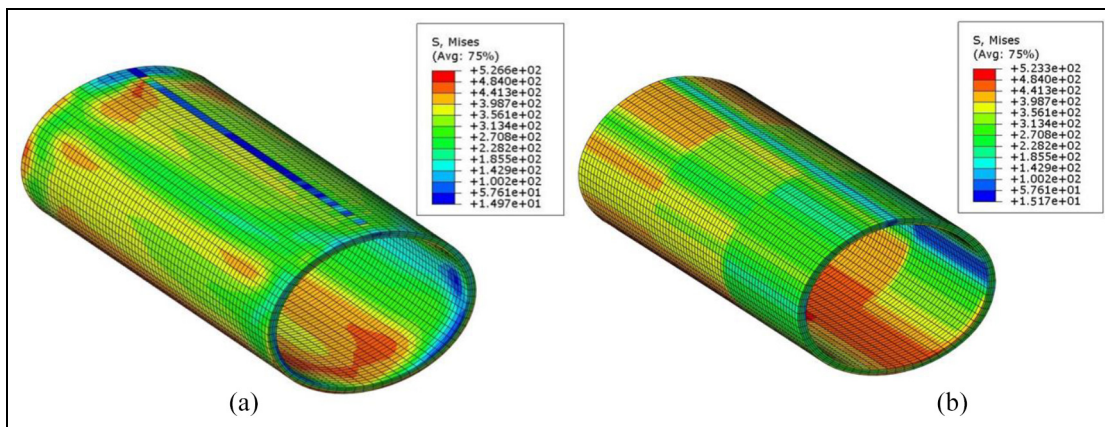 S, Mises
(Avg: 75%)
+5.266e+02
+4.840e+02
+4.413e+02
+3.987e+02
+3.561e+02
+3.134e+02
+2.708e+02
+2.282e+02
+1.855e+02
+1.429e+02
+1.002e+02
+5.761e+01
+1.497e+01
S, Mises
(Avg: 75%)
+5.233e+02
+4.840e+02
+4.413e+02
+3.987e+02
+3.561e+02
+3.134e+02
+2.708e+02
+2.282e+02
+1.855e+02
+1.429e+02
+1.002e+02
+5.761e+01
+1.517e+01
(a)
(b)